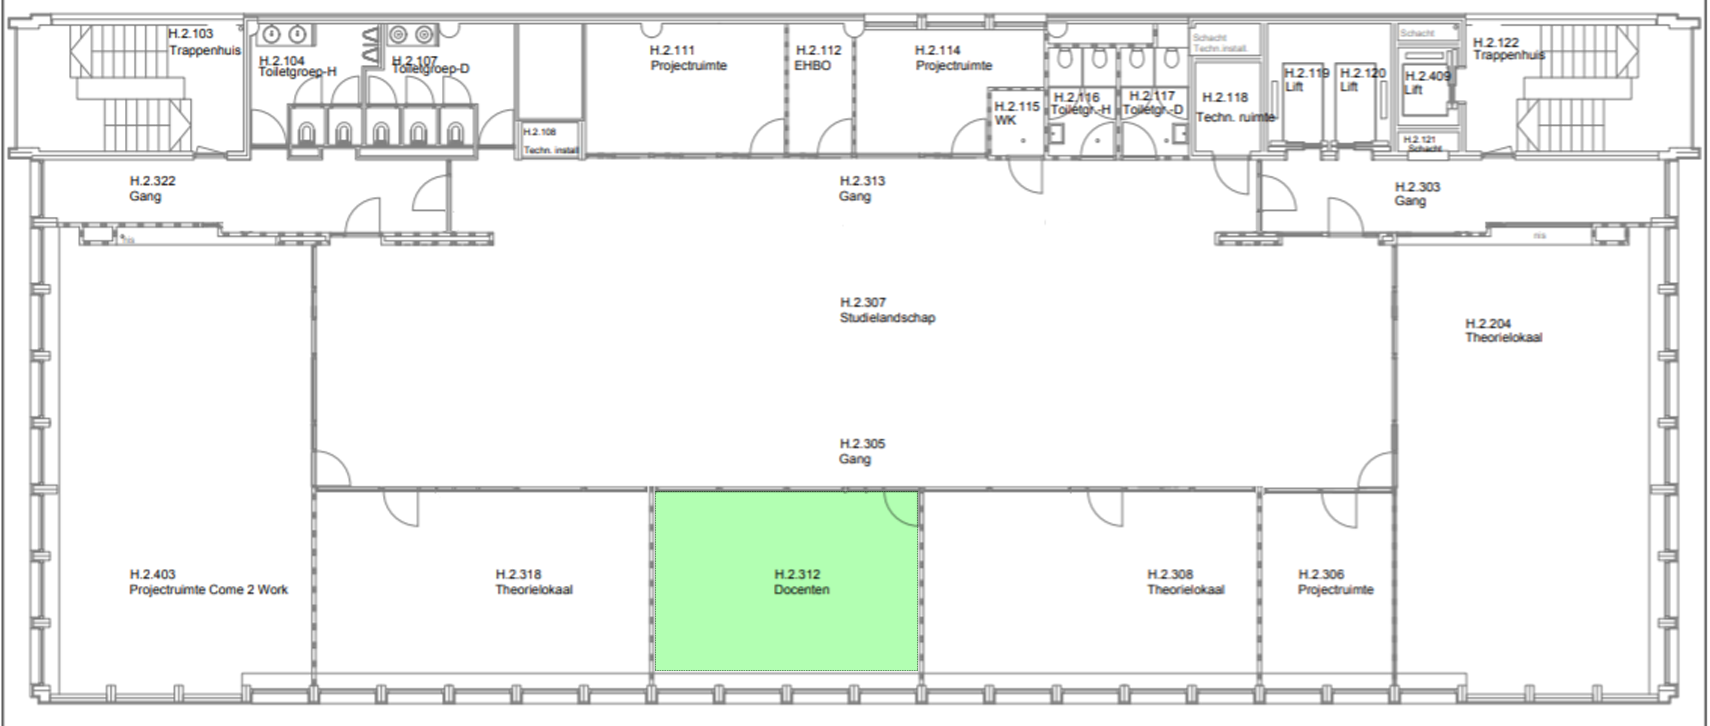 H.2.103
Trappenhuis
H.2.104
Toiletgroep-H
H.2.107
Toiletgroep-D
H.2.108
Techn. install
H.2.111
Projectruimte
H.2.112
EHBO
H.2.114
Projectruimte
H.2.115
WK
H.2.116
Toiletgr.-H
H.2.117
Toiletgr.-D
Schacht
Techn.install.
H.2.118
Techn. ruimte
H.2.119
Lift
H.2.120
Lift
Schacht
H.2.409
Lift
H.2.121
Schacht
H.2.122
Trappenhuis
H.2.322
Gang
H.2.313
Gang
H.2.303
Gang
nis
nis
H.2.307
Studielandschap
H.2.204
Theorielokaal
H.2.305
Gang
H.2.403
Projectruimte Come 2 Work
H.2.318
Theorielokaal
H.2.312
Docenten
H.2.308
Theorielokaal
H.2.306
Projectruimte